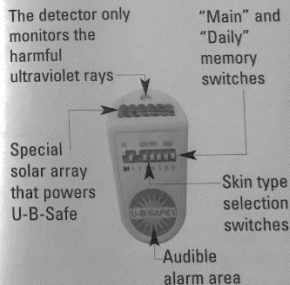 The detector only
monitors the
harmful
ultraviolet rays
"Main" and
"Daily"
memory
switches
Special
solar array
that powers
U-B-Safe
U-B-SAFE
Skin type
selection
switches
Audible
alarm area